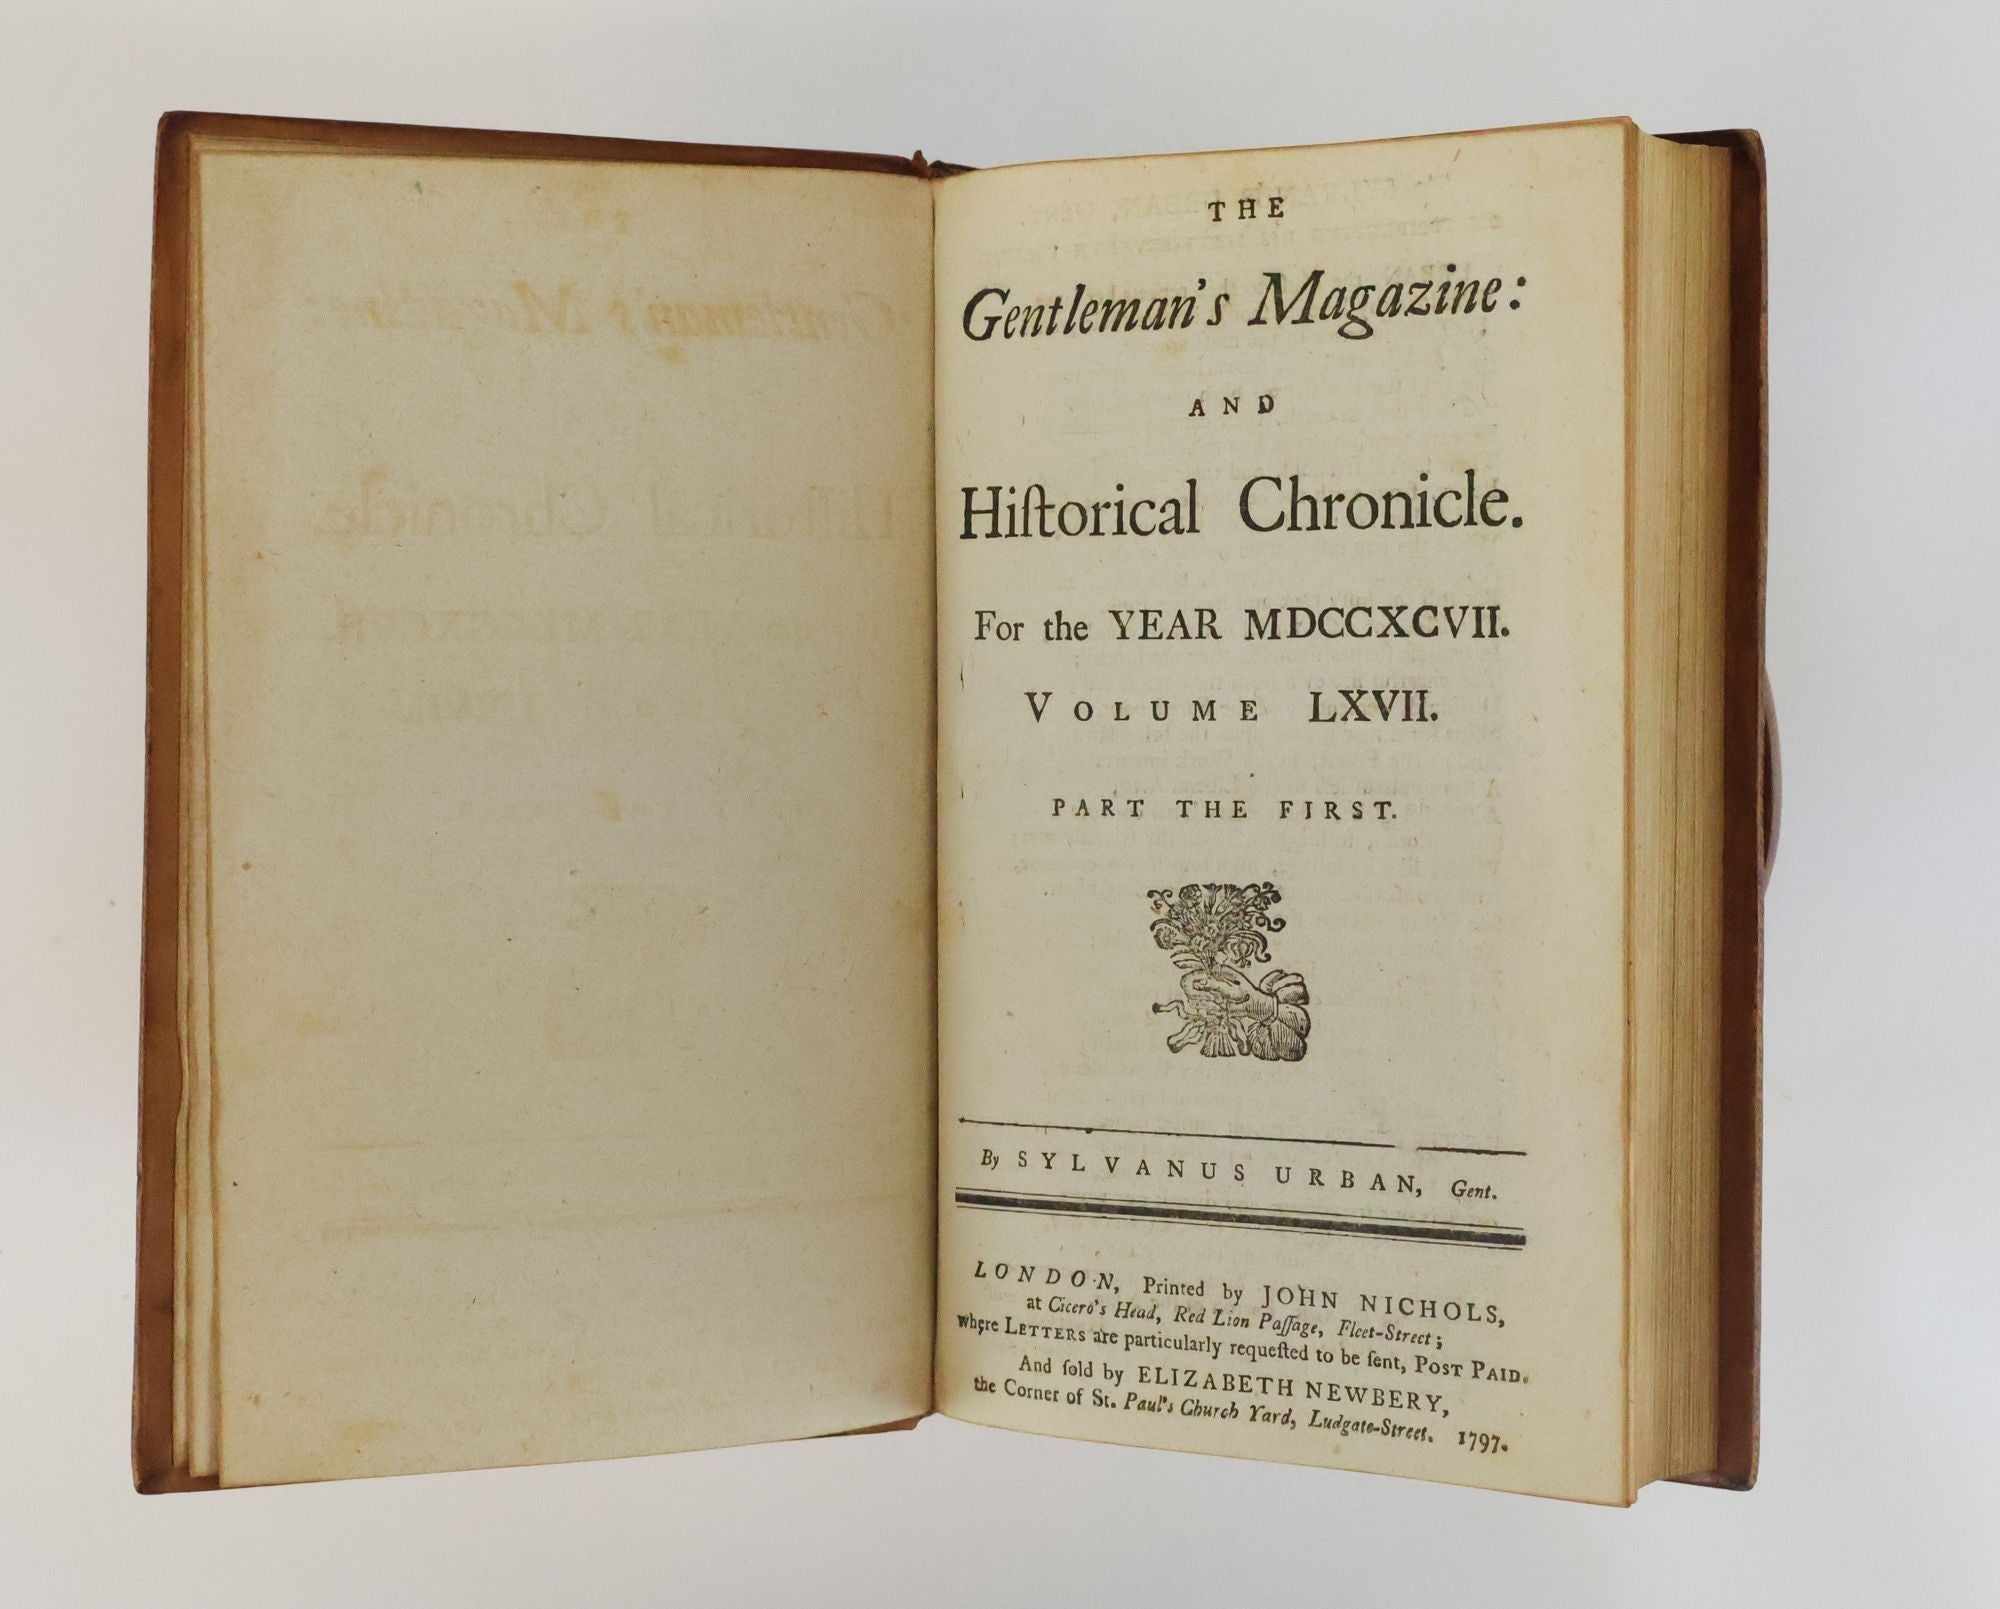 THE
Gentleman's Magazine:
AND
Hiſtorical Chronicle.
For the YEAR MDCCXCVII.
VOLUME LXVII.
PART THE FIRST.
By SYLVANUS URBAN, Gent.
LONDON, Printed by JOHN NICHOLS,
at Cicero's Head, Red Lion Paſſage, Fleet-Street;
where LETTERS are particularly requeſted to be ſent, POST PAID.
And ſold by ELIZABETH NEWBERY,
the Corner of St. Paul's Church Yard, Ludgate-Street. 1797.